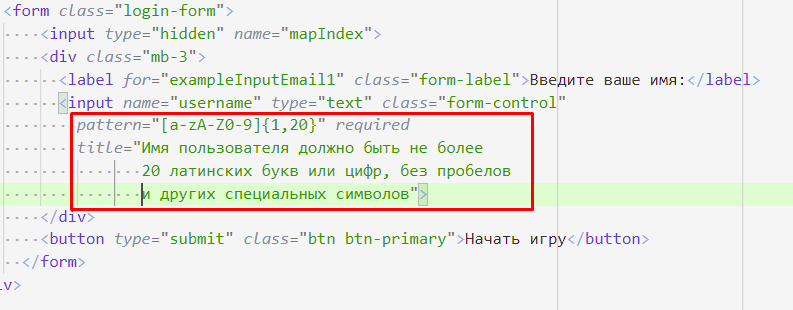 <form class="login-form">
<input type="hidden" name="mapIndex">
<div class="mb-3">
<label for="exampleInputEmail1" class="form-label">Введите ваше имя:</label>
<input name="username" type="text" class="form-control"
pattern="[a-zA-Z0-9]{1,20}" required
title="Имя пользователя должно быть не более
20 латинских букв или цифр, без пробелов
и других специальных символов">
</div>
<button type="submit" class="btn btn-primary">Начать игру</button>
</form>
iv>